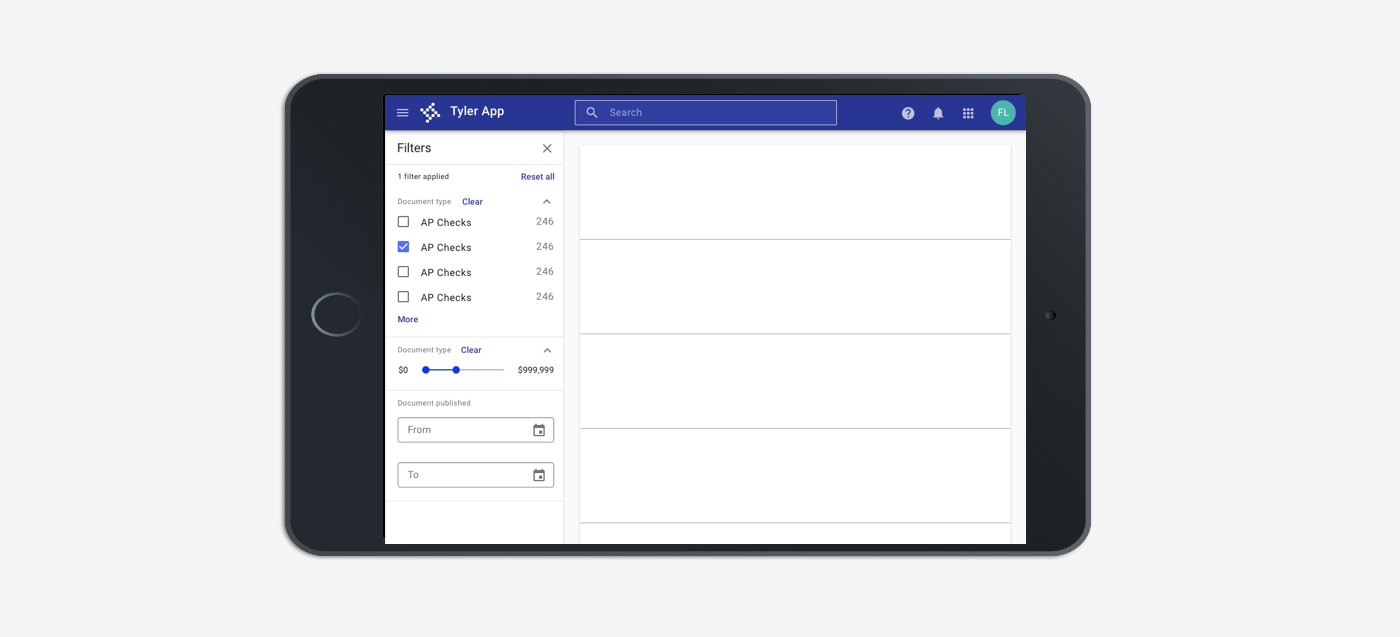 Tyler App
Search
FL
Filters
1 filter applied Reset all
Document type Clear
AP Checks 246
AP Checks 246
AP Checks 246
AP Checks 246
More
Document type Clear
$0 $999,999
Document published
From
To